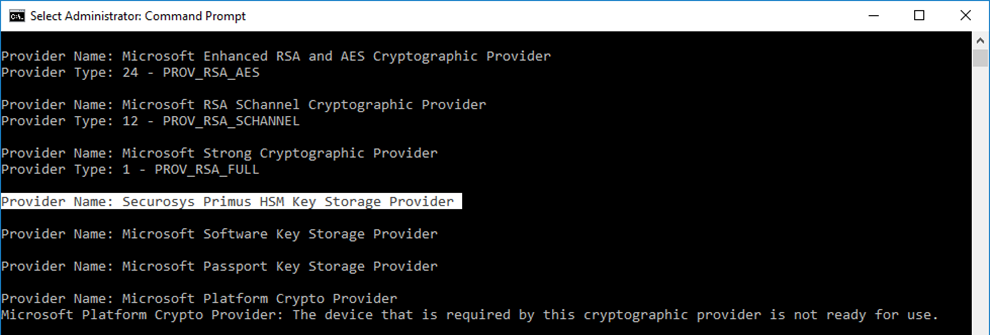 Select Administrator: Command Prompt
Provider Name: Microsoft Enhanced RSA and AES Cryptographic Provider
Provider Type: 24 - PROV_RSA_AES
Provider Name: Microsoft RSA SChannel Cryptographic Provider
Provider Type: 12 - PROV_RSA_SCHANNEL
Provider Name: Microsoft Strong Cryptographic Provider
Provider Type: 1 - PROV_RSA_FULL
Provider Name: Securosys Primus HSM Key Storage Provider
Provider Name: Microsoft Software Key Storage Provider
Provider Name: Microsoft Passport Key Storage Provider
Provider Name: Microsoft Platform Crypto Provider
Microsoft Platform Crypto Provider: The device that is required by this cryptographic provider is not ready for use.